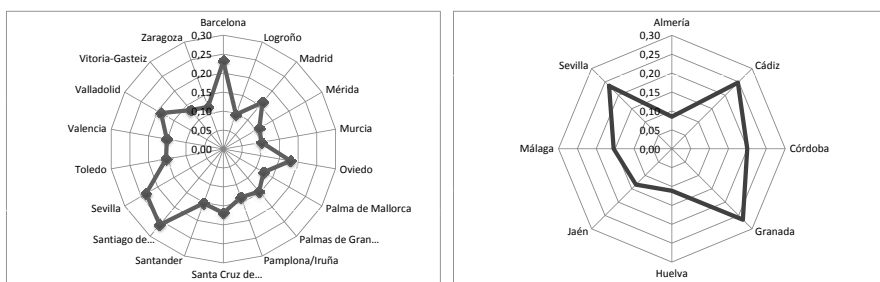 Barcelona
Logroño
Madrid
Mérida
Murcia
Oviedo
Palma de Mallorca
Palmas de Gran...
Pamplona/Iruña
Santa Cruz de...
Santander
Santiago de...
Sevilla
Toledo
Valencia
Valladolid
Vitoria-Gasteiz
Zaragoza
0,30
0,25
0,20
0,15
0,10
0,05
0,00
Almería
Cádiz
Córdoba
Granada
Huelva
Jaén
Málaga
Sevilla
0,30
0,25
0,20
0,15
0,10
0,05
0,00